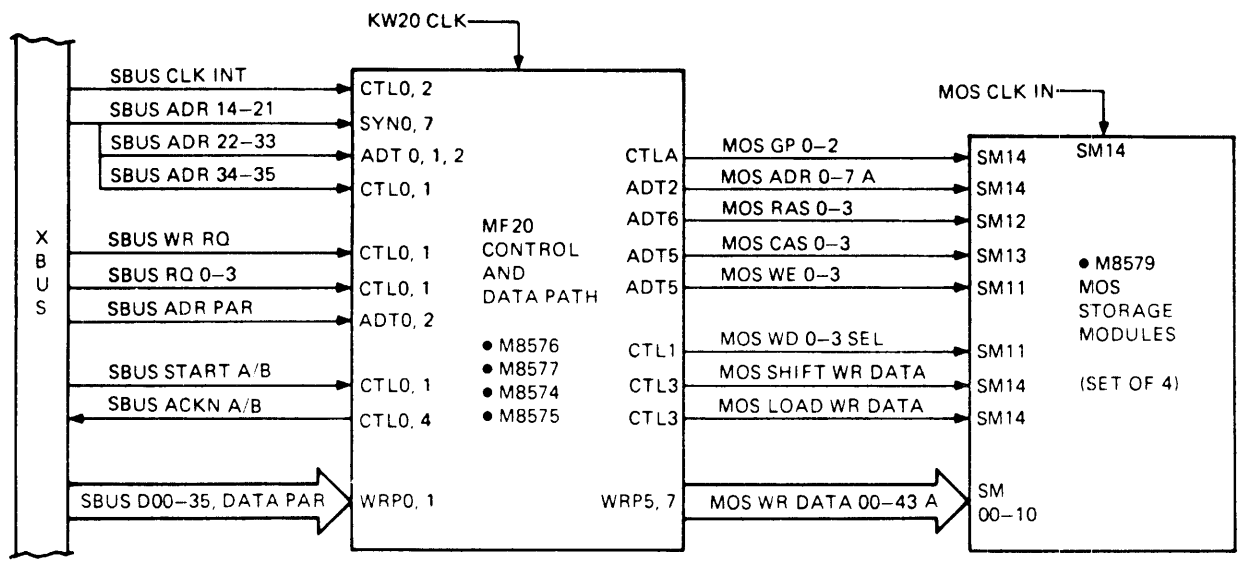 KW20 CLK
XBUS
SBUS CLK INT
CTL0, 2
SBUS ADR 14–21
SYN0, 7
SBUS ADR 22–33
ADT 0, 1, 2
SBUS ADR 34–35
CTL0, 1
SBUS WR RQ
CTL0, 1
SBUS RQ 0–3
CTL0, 1
SBUS ADR PAR
ADT0, 2
SBUS START A/B
CTL0, 1
SBUS ACKN A/B
CTL0, 4
SBUS D00–35, DATA PAR
WRP0, 1
MF20
CONTROL
AND
DATA PATH
● M8576
● M8577
● M8574
● M8575
CTLA
MOS GP 0–2
SM14
ADT2
MOS ADR 0–7 A
SM14
ADT6
MOS RAS 0–3
SM12
ADT5
MOS CAS 0–3
SM13
ADT5
MOS WE 0–3
SM11
CTL1
MOS WD 0–3 SEL
SM11
CTL3
MOS SHIFT WR DATA
SM14
CTL3
MOS LOAD WR DATA
SM14
WRP5, 7
MOS WR DATA 00–43 A
SM
00–10
MOS CLK IN
SM14
● M8579
MOS
STORAGE
MODULES
(SET OF 4)